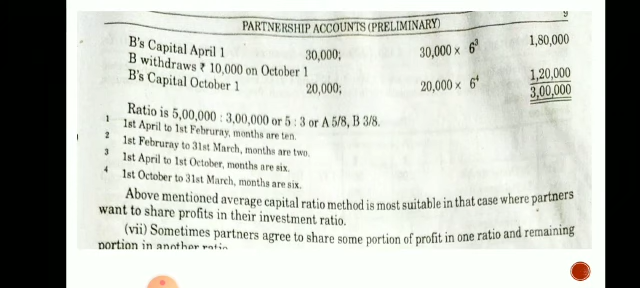 PARTNERSHIP ACCOUNTS (PRELIMINARY) 9
B's Capital April 1 30,000; 30,000 x 6³ 1,80,000
B withdraws ₹ 10,000 on October 1
B's Capital October 1 20,000; 20,000 x 6⁴ 1,20,000
3,00,000
Ratio is 5,00,000 : 3,00,000 or 5 : 3 or A 5/8, B 3/8.
1 1st April to 1st Februray, months are ten.
2 1st Februray to 31st March, months are two.
3 1st April to 1st October, months are six.
4 1st October to 31st March, months are six.
Above mentioned average capital ratio method is most suitable in that case where partners
want to share profits in their investment ratio.
(vii) Sometimes partners agree to share some portion of profit in one ratio and remaining
portion in another ratio